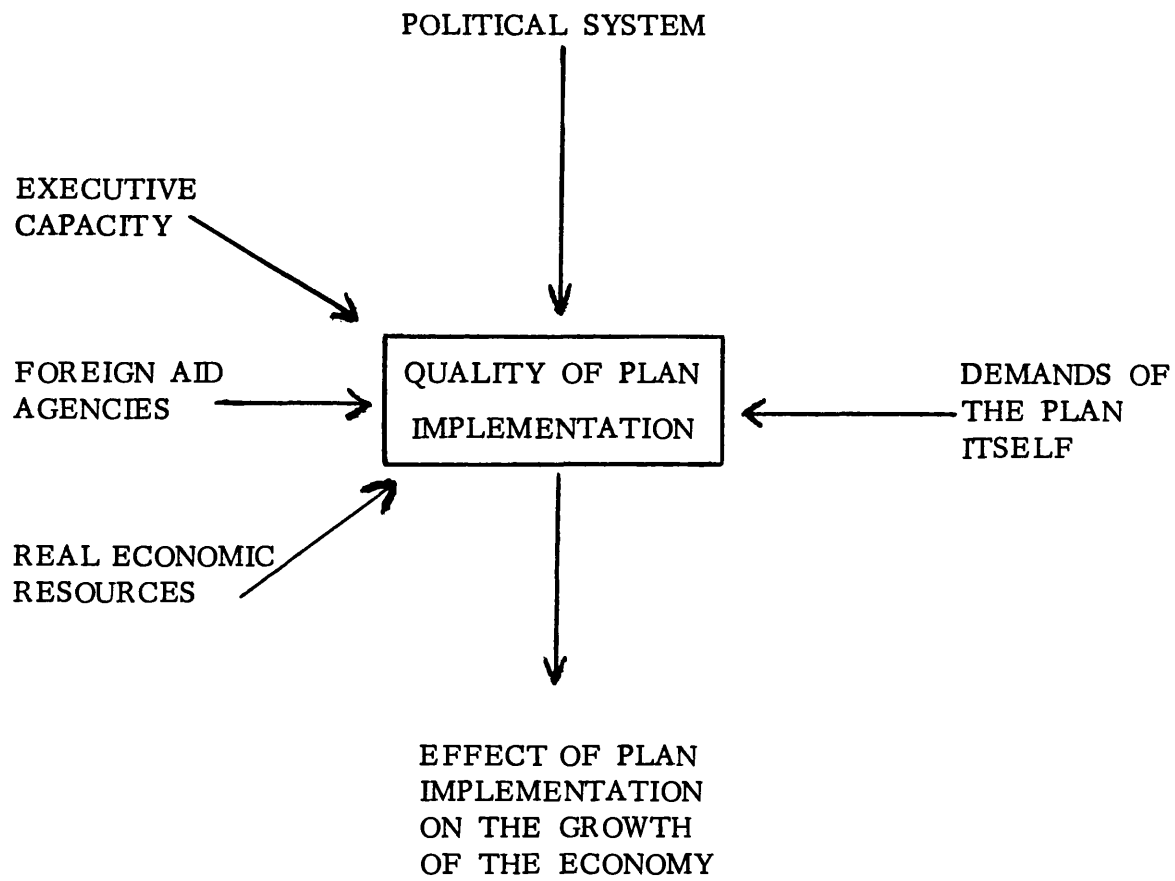 POLITICAL SYSTEM
EXECUTIVE
CAPACITY
FOREIGN AID
AGENCIES
QUALITY OF PLAN
IMPLEMENTATION
DEMANDS OF
THE PLAN
ITSELF
REAL ECONOMIC
RESOURCES
EFFECT OF PLAN
IMPLEMENTATION
ON THE GROWTH
OF THE ECONOMY